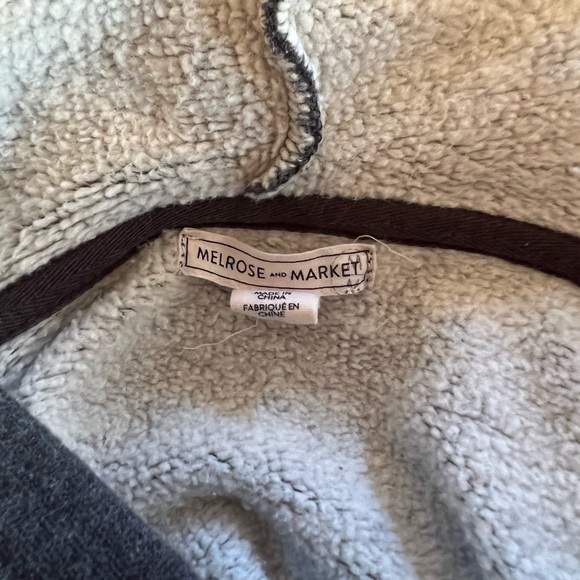 MELROSE AND MARKET
MADE IN
CHINA
FABRIQUÉ EN
CHINE